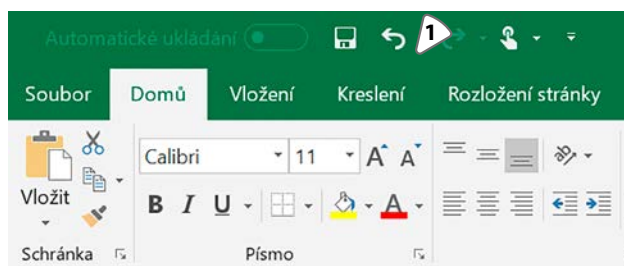 Automatické ukládání
1
Soubor Domů Vložení Kreslení Rozložení stránky
Calibri 11 A A
Vložit B I U A
Schránka Písmo